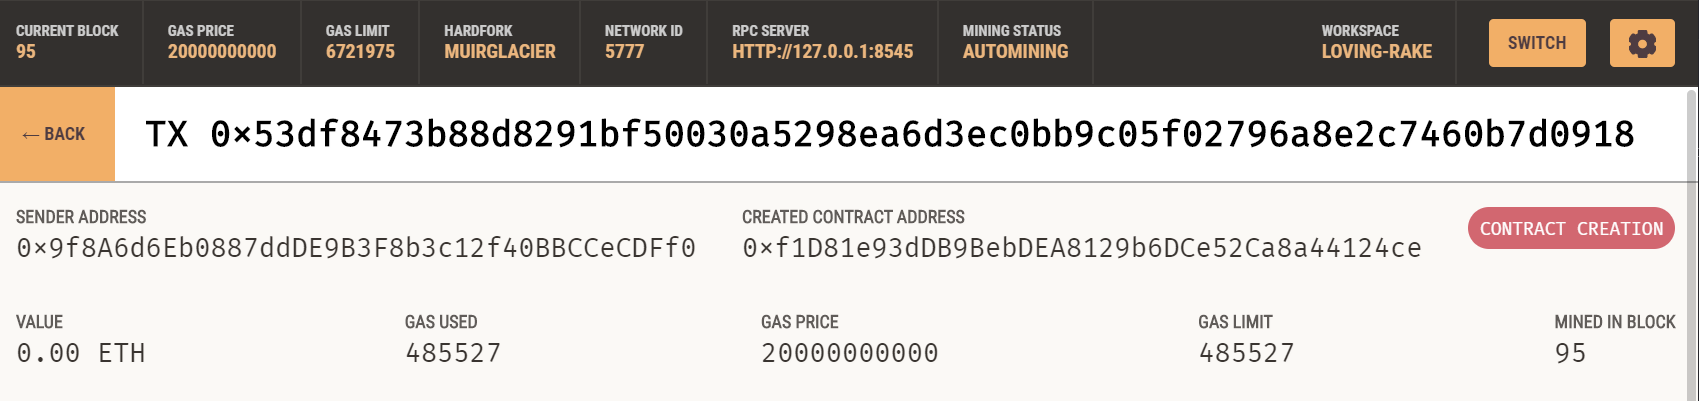 CURRENT BLOCK GAS PRICE GAS LIMIT HARDFORK NETWORK ID RPC SERVER MINING STATUS WORKSPACE
95 20000000000 6721975 MUIRGLACIER 5777 HTTP://127.0.0.1:8545 AUTOMINING LOVING-RAKE
SWITCH
← BACK
TX 0×53df8473b88d8291bf50030a5298ea6d3ec0bb9c05f02796a8e2c7460b7d0918
SENDER ADDRESS CREATED CONTRACT ADDRESS
0×9f8A6d6Eb0887ddDE9B3F8b3c12f40BBCCeCDFf0 0×f1D81e93dDB9BebDEA8129b6DCe52Ca8a44124ce
CONTRACT CREATION
VALUE GAS USED GAS PRICE GAS LIMIT MINED IN BLOCK
0.00 ETH 485527 20000000000 485527 95